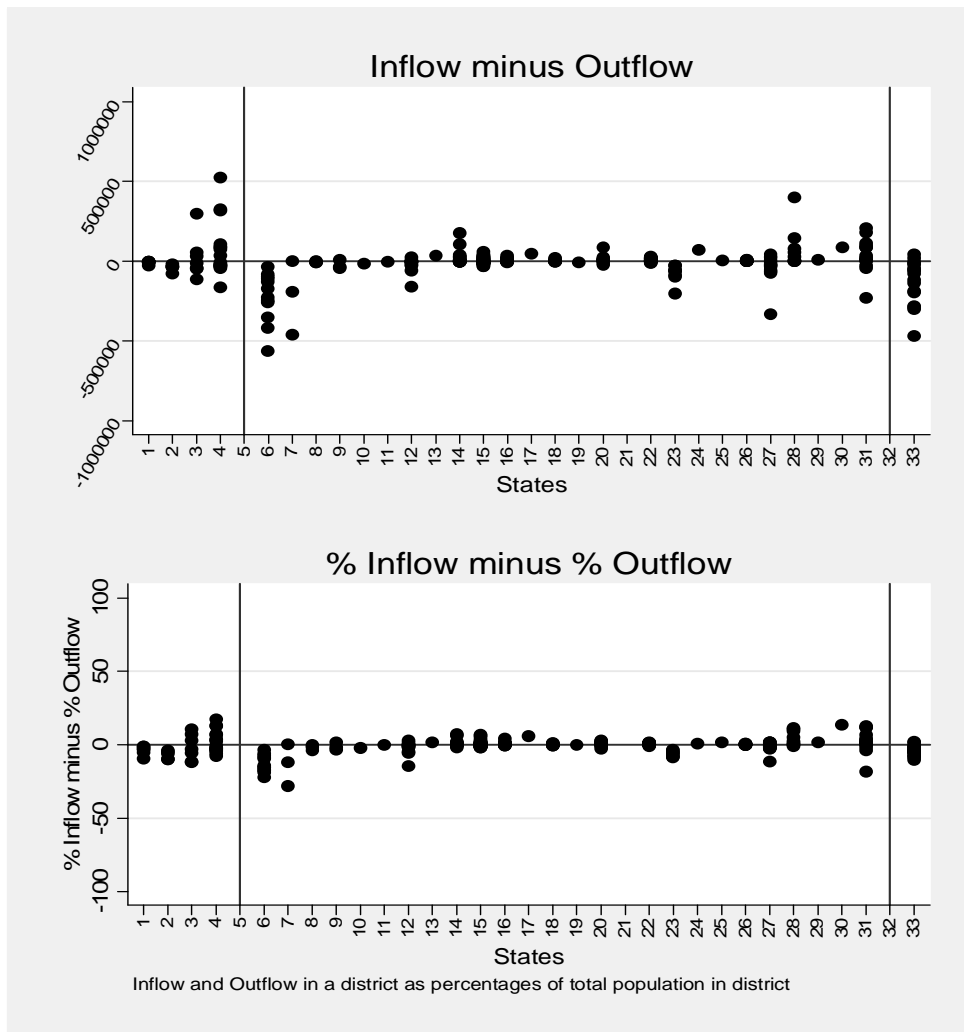 Inflow minus Outflow
1000000
500000
0
-500000
-1000000
1 2 3 4 5 6 7 8 9 10 11 12 13 14 15 16 17 18 19 20 21 22 23 24 25 26 27 28 29 30 31 32 33
States
% Inflow minus % Outflow
% Inflow minus % Outflow
100
50
0
-50
-100
1 2 3 4 5 6 7 8 9 10 11 12 13 14 15 16 17 18 19 20 21 22 23 24 25 26 27 28 29 30 31 32 33
States
Inflow and Outflow in a district as percentages of total population in district